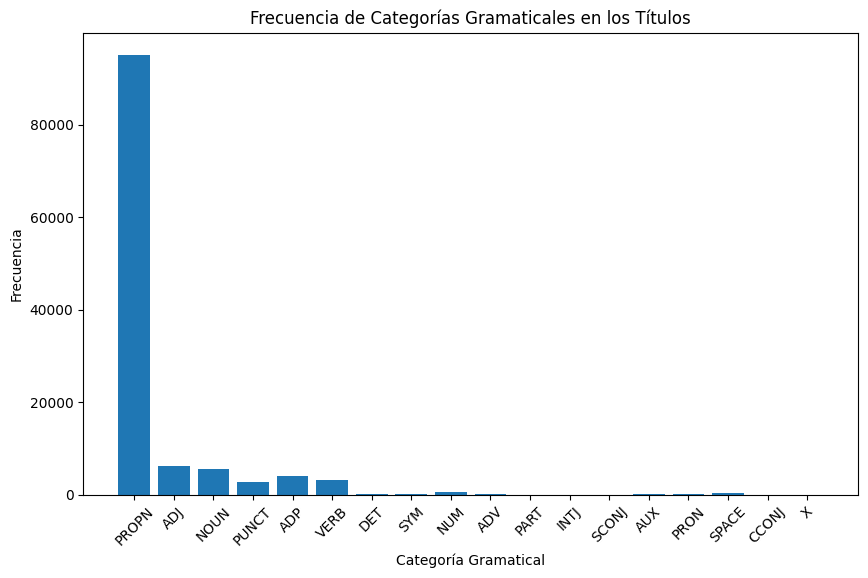 Frecuencia de Categorías Gramaticales en los Títulos
Frecuencia
80000
60000
40000
20000
0
PROPN ADJ NOUN PUNCT ADP VERB DET SYM NUM ADV PART INTJ SCONJ AUX PRON SPACE CCONJ X
Categoría Gramatical